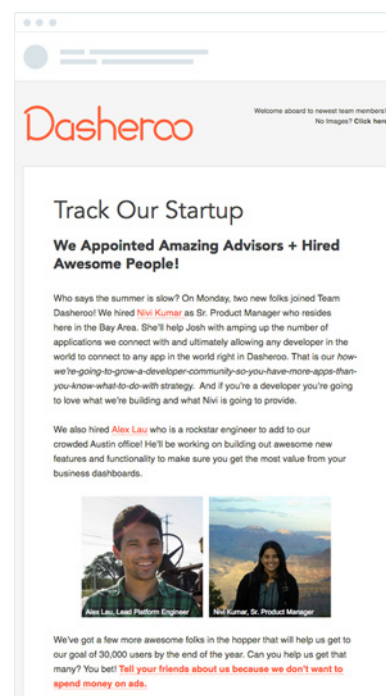 Dasheroo
Welcome aboard to newest team members!
No Images? Click here
Track Our Startup
We Appointed Amazing Advisors + Hired
Awesome People!
Who says the summer is slow? On Monday, two new folks joined Team
Dasheroo! We hired Nivi Kumar as Sr. Product Manager who resides
here in the Bay Area. She'll help Josh with amping up the number of
applications we connect with and ultimately allowing any developer in the
world to connect to any app in the world right in Dasheroo. That is our how-
we're-going-to-grow-a-developer-community-so-you-have-more-apps-than-
you-know-what-to-do-with strategy. And if you're a developer you're going
to love what we're building and what Nivi is going to provide.
We also hired Alex Lau who is a rockstar engineer to add to our
crowded Austin office! He'll be working on building out awesome new
features and functionality to make sure you get the most value from your
business dashboards.
Alex Lau, Lead Platform Engineer
Nivi Kumar, Sr. Product Manager
We've got a few more awesome folks in the hopper that will help us get to
our goal of 30,000 users by the end of the year. Can you help us get that
many? You bet! Tell your friends about us because we don't want to
spend money on ads.